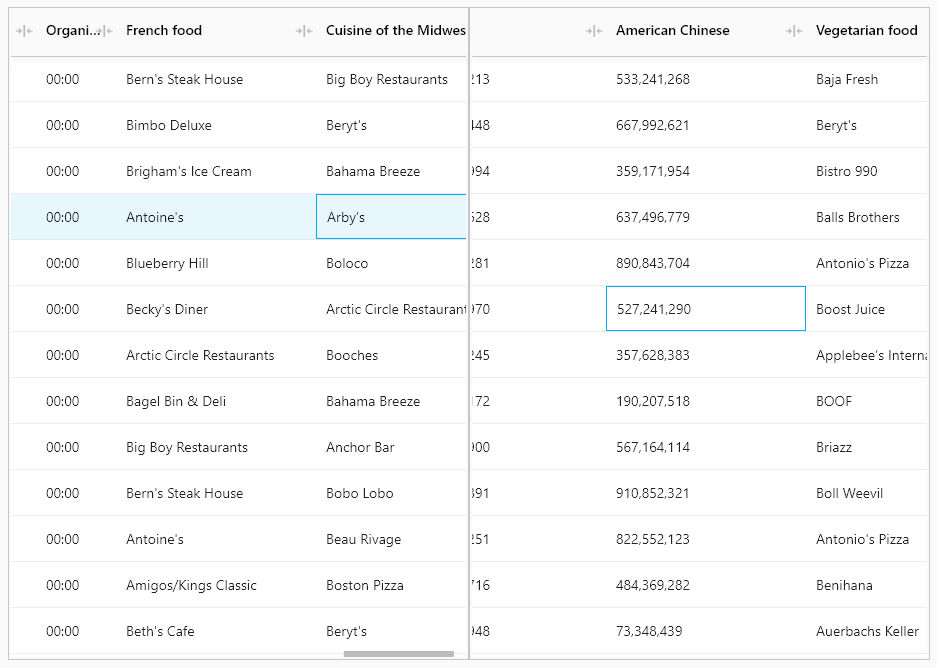 Organi... French food Cuisine of the Midwes American Chinese Vegetarian food
00:00 Bern's Steak House Big Boy Restaurants 213 533,241,268 Baja Fresh
00:00 Bimbo Deluxe Beryt's 448 667,992,621 Beryt's
00:00 Brigham's Ice Cream Bahama Breeze 994 359,171,954 Bistro 990
00:00 Antoine's Arby's 628 637,496,779 Balls Brothers
00:00 Blueberry Hill Boloco 281 890,843,704 Antonio's Pizza
00:00 Becky's Diner Arctic Circle Restaurant 970 527,241,290 Boost Juice
00:00 Arctic Circle Restaurants Booches 245 357,628,383 Applebee's Interna
00:00 Bagel Bin & Deli Bahama Breeze 172 190,207,518 BOOF
00:00 Big Boy Restaurants Anchor Bar 900 567,164,114 Briazz
00:00 Bern's Steak House Bobo Lobo 891 910,852,321 Boll Weevil
00:00 Antoine's Beau Rivage 251 822,552,123 Antonio's Pizza
00:00 Amigos/Kings Classic Boston Pizza 716 484,369,282 Benihana
00:00 Beth's Cafe Beryt's 948 73,348,439 Auerbachs Keller